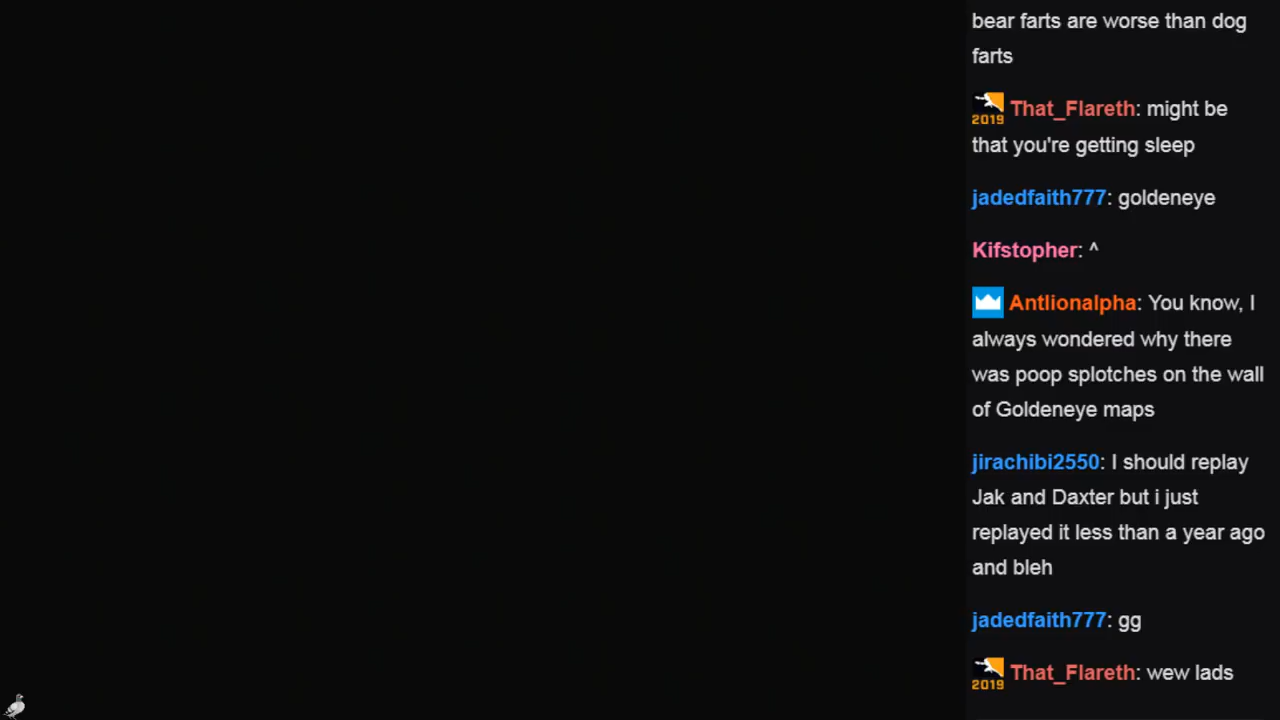 bear farts are worse than dog
farts
2019 That_Flareth: might be
that you're getting sleep
jadedfaith777: goldeneye
Kifstopher: ^
Antlionalpha: You know, I
always wondered why there
was poop splotches on the wall
of Goldeneye maps
jirachibi2550: I should replay
Jak and Daxter but i just
replayed it less than a year ago
and bleh
jadedfaith777: gg
2019 That_Flareth: wew lads